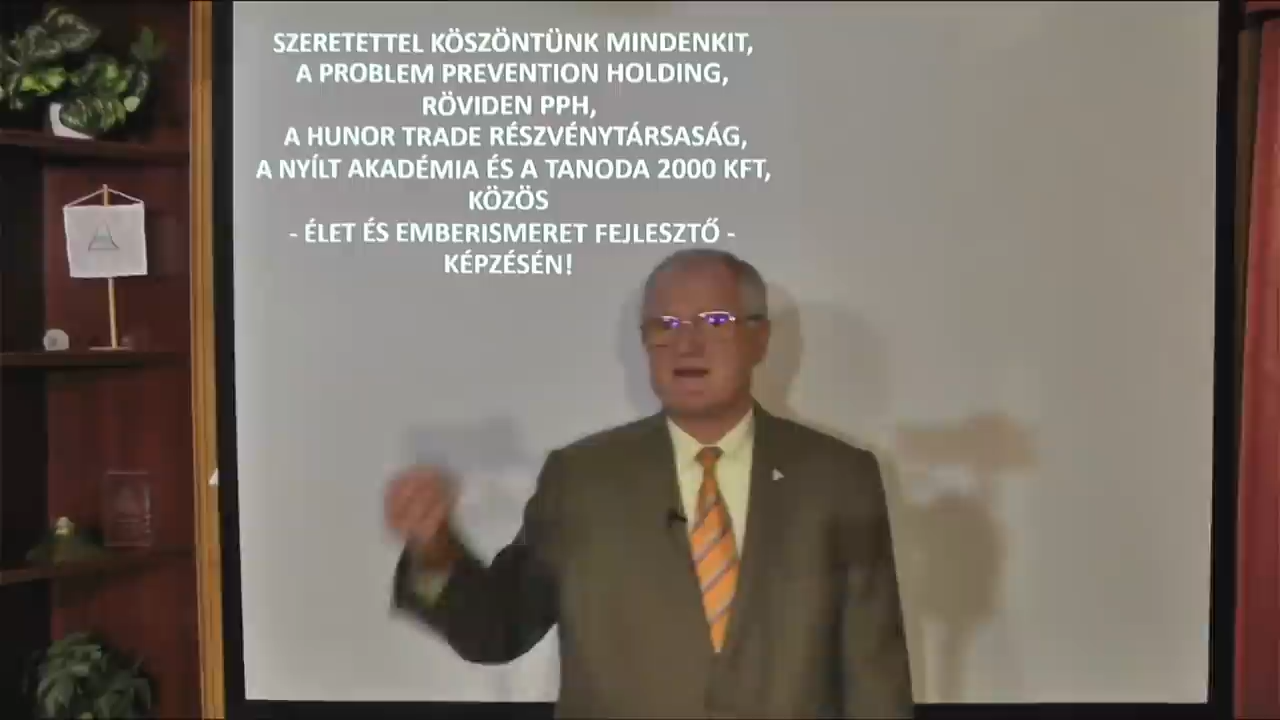 SZERETETTEL KÖSZÖNTÜNK MINDENKIT,
A PROBLEM PREVENTION HOLDING,
RÖVIDEN PPH,
A HUNOR TRADE RÉSZVÉNYTÁRSASÁG,
A NYÍLT AKADÉMIA ÉS A TANODA 2000 KFT,
KÖZÖS
- ÉLET ÉS EMBERISMERET FEJLESZTŐ -
KÉPZÉSÉN!